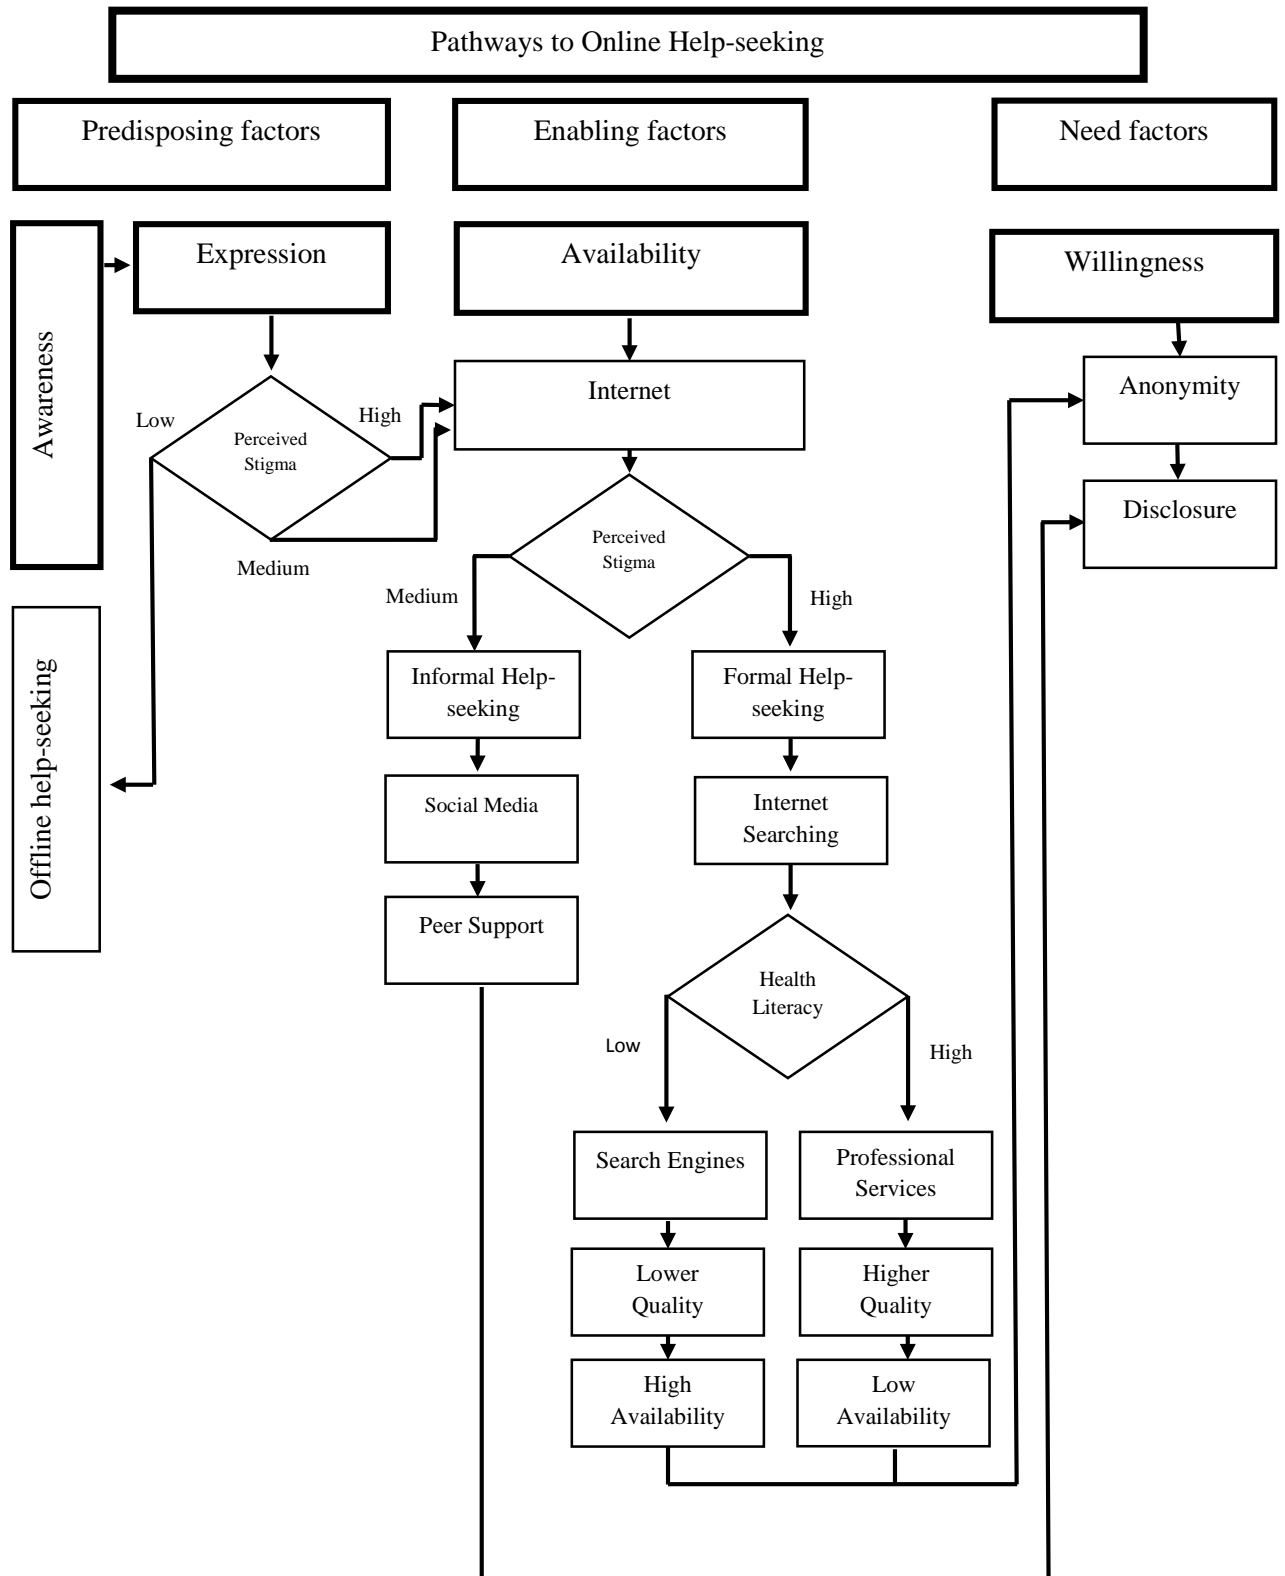 Pathways to Online Help-seeking
Predisposing factors
Enabling factors
Need factors
Awareness
Expression
Availability
Willingness
Low
High
Perceived
Stigma
Medium
Internet
Anonymity
Disclosure
Perceived
Stigma
Medium
High
Offline help-seeking
Informal Help-
seeking
Formal Help-
seeking
Social Media
Internet
Searching
Peer Support
Health
Literacy
Low
High
Search Engines
Professional
Services
Lower
Quality
Higher
Quality
High
Availability
Low
Availability